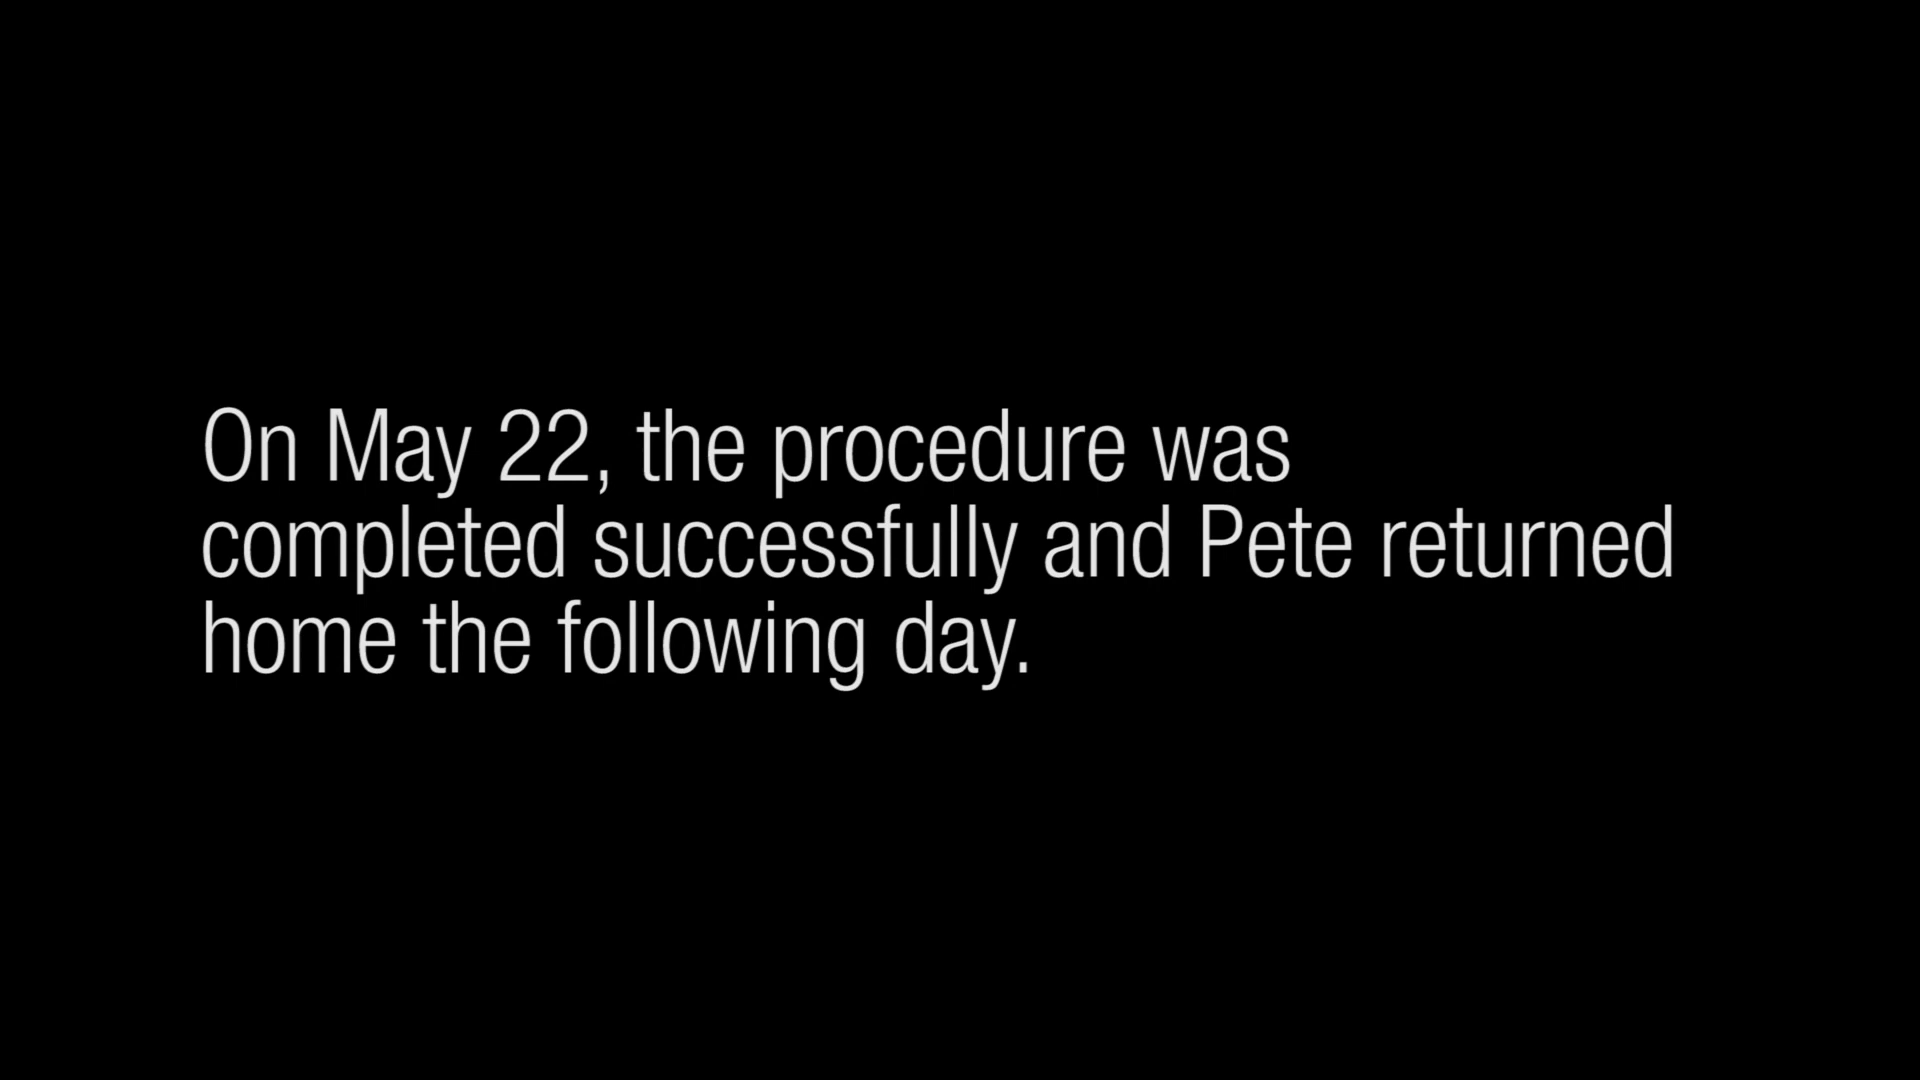 On May 22, the procedure was
completed successfully and Pete returned
home the following day.